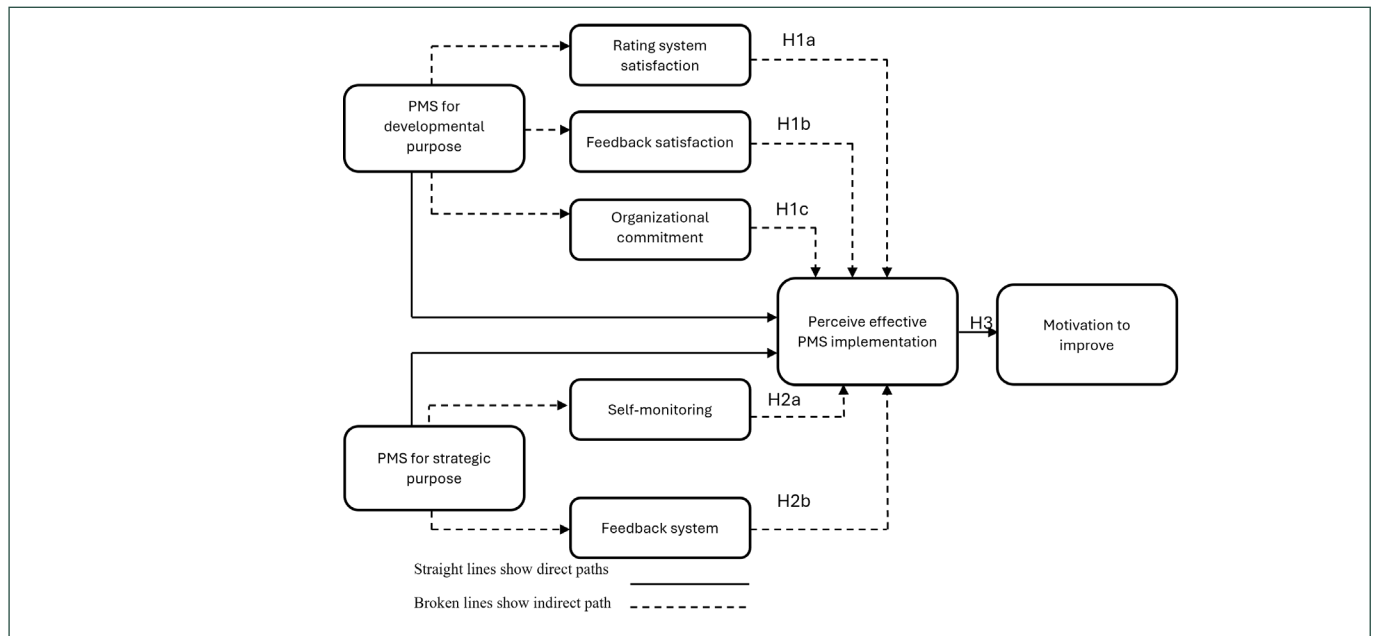 Rating system
satisfaction
H1a
PMS for
developmental
purpose
Feedback satisfaction
H1b
Organizational
commitment
H1c
Perceive effective
PMS implementation
H3
Motivation to
improve
Self-monitoring
H2a
PMS for strategic
purpose
Feedback system
H2b
Straight lines show direct paths
Broken lines show indirect path